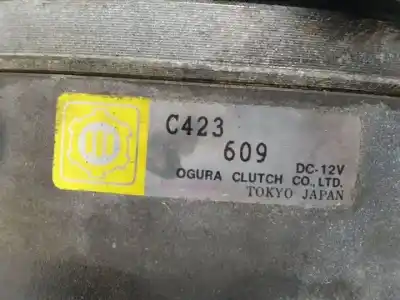 C423
609
DC-12V
OGURA CLUTCH CO., LTD.
TOKYO JAPAN